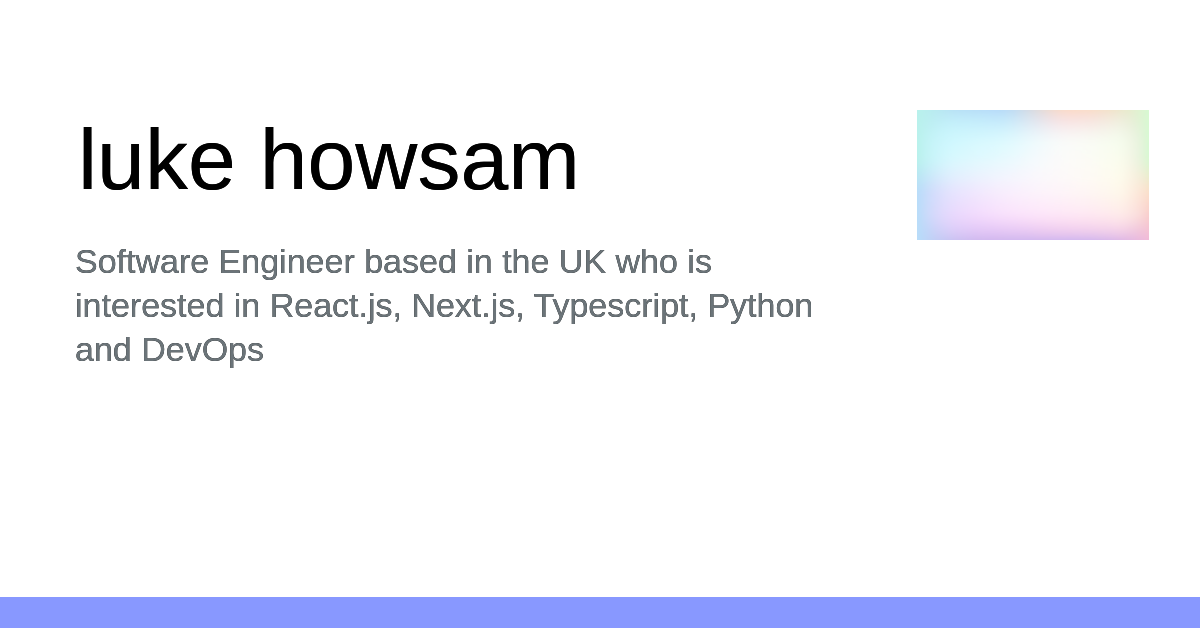 luke howsam
Software Engineer based in the UK who is
interested in React.js, Next.js, Typescript, Python
and DevOps